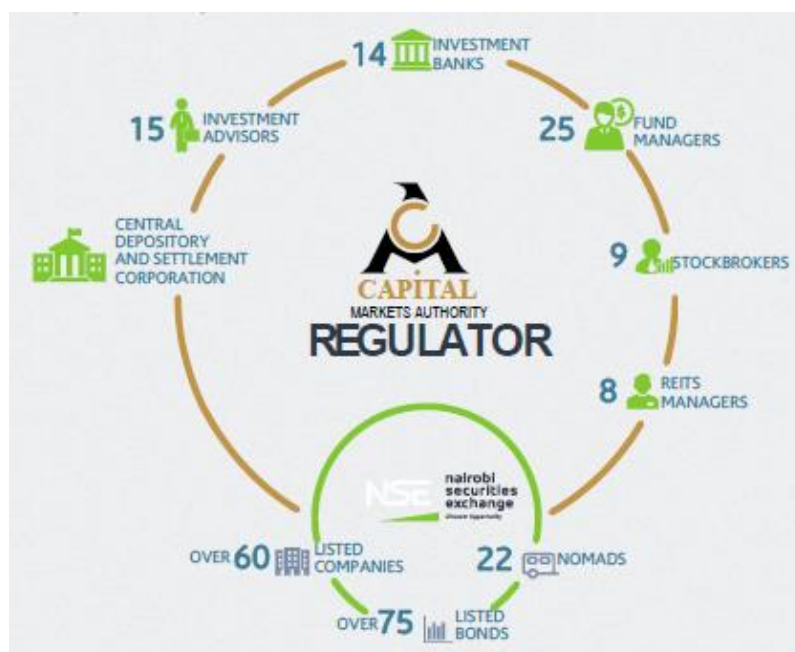 14 INVESTMENT
BANKS
15 INVESTMENT
ADVISORS
25 FUND
MANAGERS
CENTRAL
DEPOSITORY
AND SETTLEMENT
CORPORATION
9 STOCKBROKERS
CAPITAL
MARKETS AUTHORITY
REGULATOR
8 REITS
MANAGERS
NSE
nairobi
securities
exchange
OVER 60 LISTED
COMPANIES
22 NOMADS
OVER 75 LISTED
BONDS